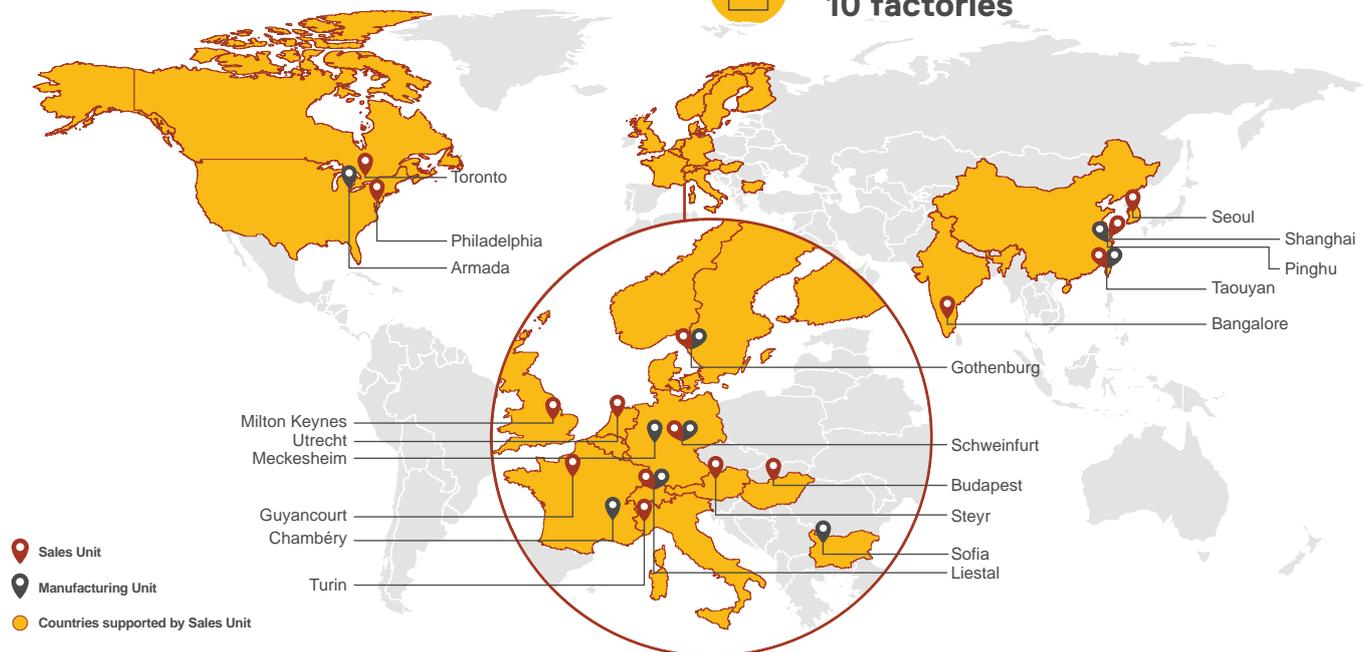 10 factories
Toronto
Philadelphia
Armada
Seoul
Shanghai
Pinghu
Taouyan
Bangalore
Gothenburg
Milton Keynes
Utrecht
Meckesheim
Schweinfurt
Budapest
Guyancourt
Steyr
Chambéry
Sofia
Liestal
Turin
Sales Unit
Manufacturing Unit
Countries supported by Sales Unit